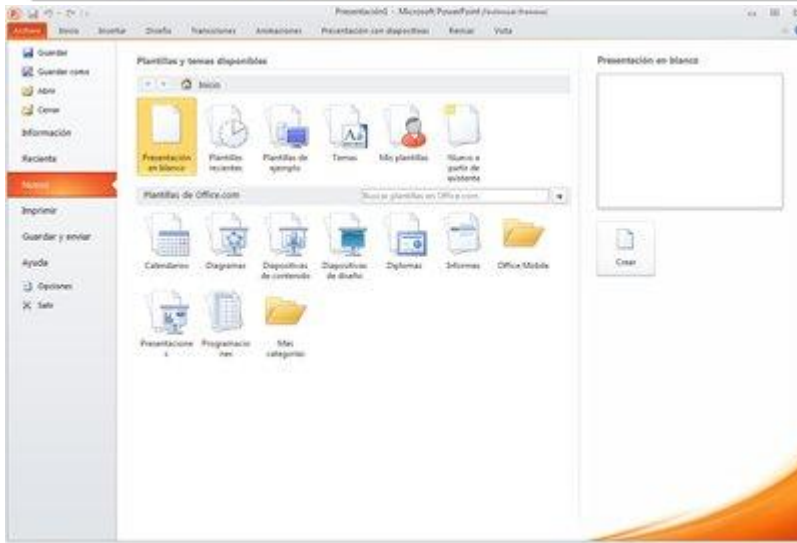 Presentación1 - Microsoft PowerPoint (Technical Preview)
Archivo Inicio Insertar Diseño Transiciones Animaciones Presentación con diapositivas Revisar Vista
Guardar
Guardar como
Abrir
Cerrar
Información
Reciente
Nuevo
Imprimir
Guardar y enviar
Ayuda
Opciones
Salir
Plantillas y temas disponibles
Inicio
Presentación en blanco
Plantillas recientes
Plantillas de ejemplo
Temas
Mis plantillas
Nuevo a partir de existente
Plantillas de Office.com
Buscar plantillas en Office.com
Calendarios
Diagramas
Diapositivas de contenido
Diapositivas de diseño
Diplomas
Informes
Office Mobile
Presentaciones
Programaciones
Más categorías
Presentación en blanco
Crear